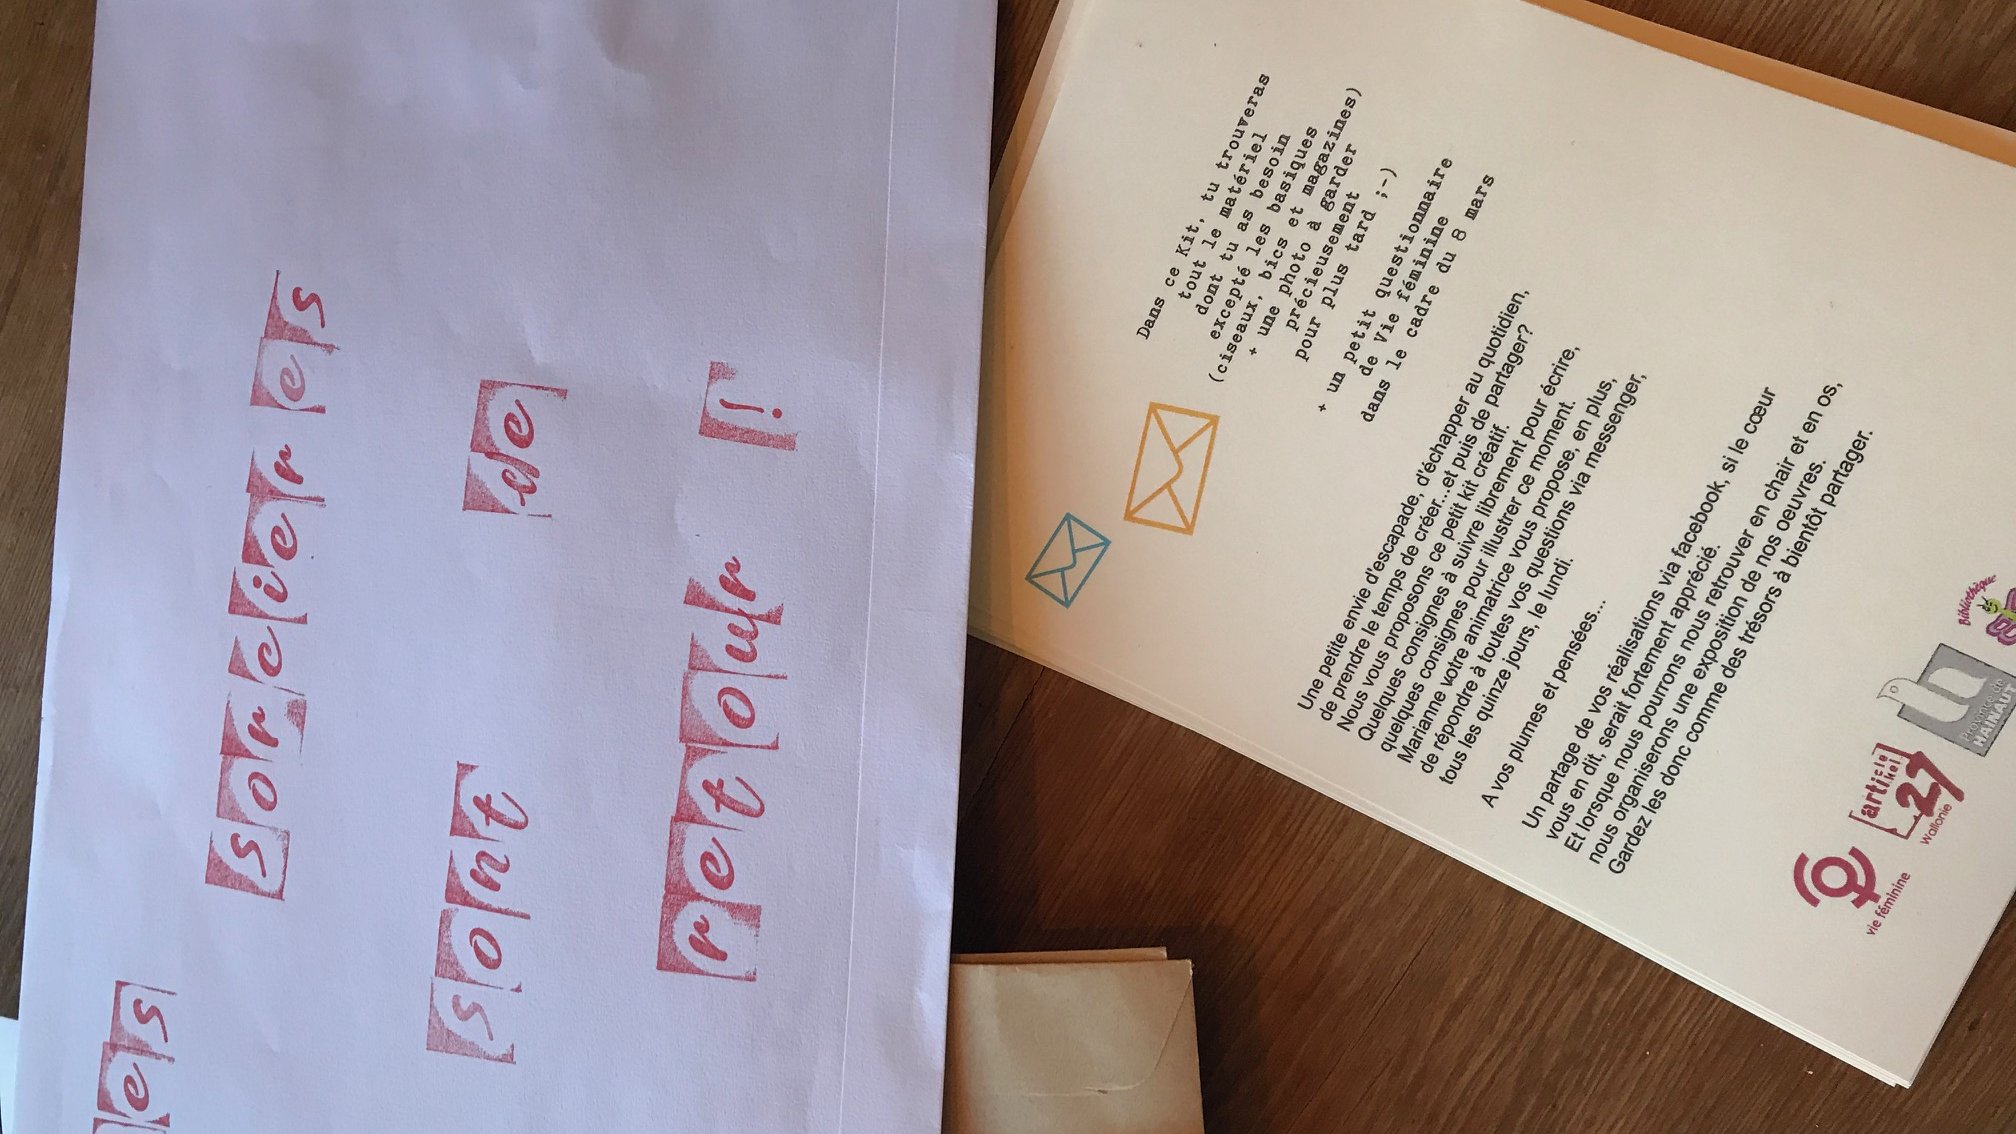 es
sorcieres
sont de
retour !
Dans ce Kit, tu trouveras
tout le matériel
dont tu as besoin
excepté les basiques
(ciseaux, bics et magazines)
+ une photo à garder
précieusement
pour plus tard ;-)
+ un petit questionnaire
de Vie féminine
dans le cadre du 8 mars
Une petite envie d'escapade, d'échapper au quotidien,
de prendre le temps de créer...et puis de partager?
Nous vous proposons ce petit kit créatif.
Quelques consignes à suivre librement pour écrire,
quelques consignes pour illustrer ce moment.
Marianne votre animatrice vous propose, en plus,
de répondre à toutes vos questions via messenger,
tous les quinze jours, le lundi.
A vos plumes et pensées...
Un partage de vos réalisations via facebook, si le cœur
vous en dit, serait fortement apprécié.
Et lorsque nous pourrons nous retrouver en chair et en os,
nous organiserons une exposition de nos oeuvres.
Gardez les donc comme des trésors à bientôt partager.
vie féminine
article
27
Wallonie
Province de
HAINAUT
Bibliothèque